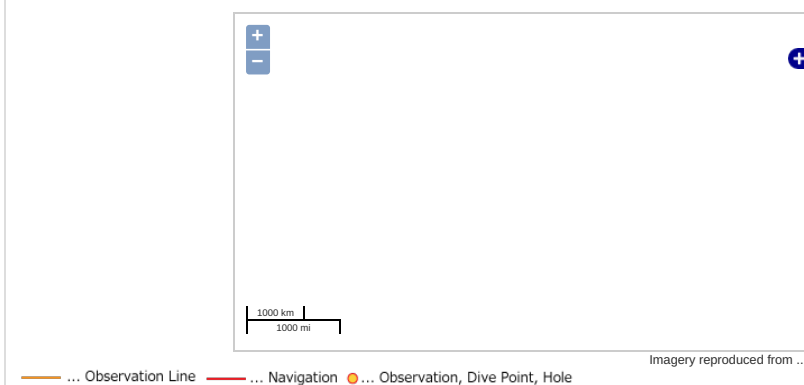 +
−
+
1000 km
1000 mi
Imagery reproduced from ..
... Observation Line ... Navigation ... Observation, Dive Point, Hole